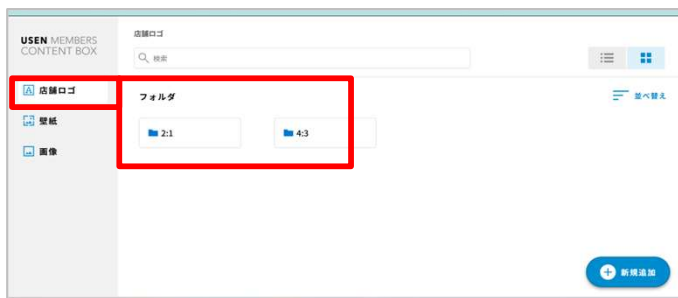 USEN MEMBERS
CONTENT BOX
店舗ロゴ
検索
店舗ロゴ
壁紙
画像
フォルダ
並べ替え
2:1
4:3
新規追加